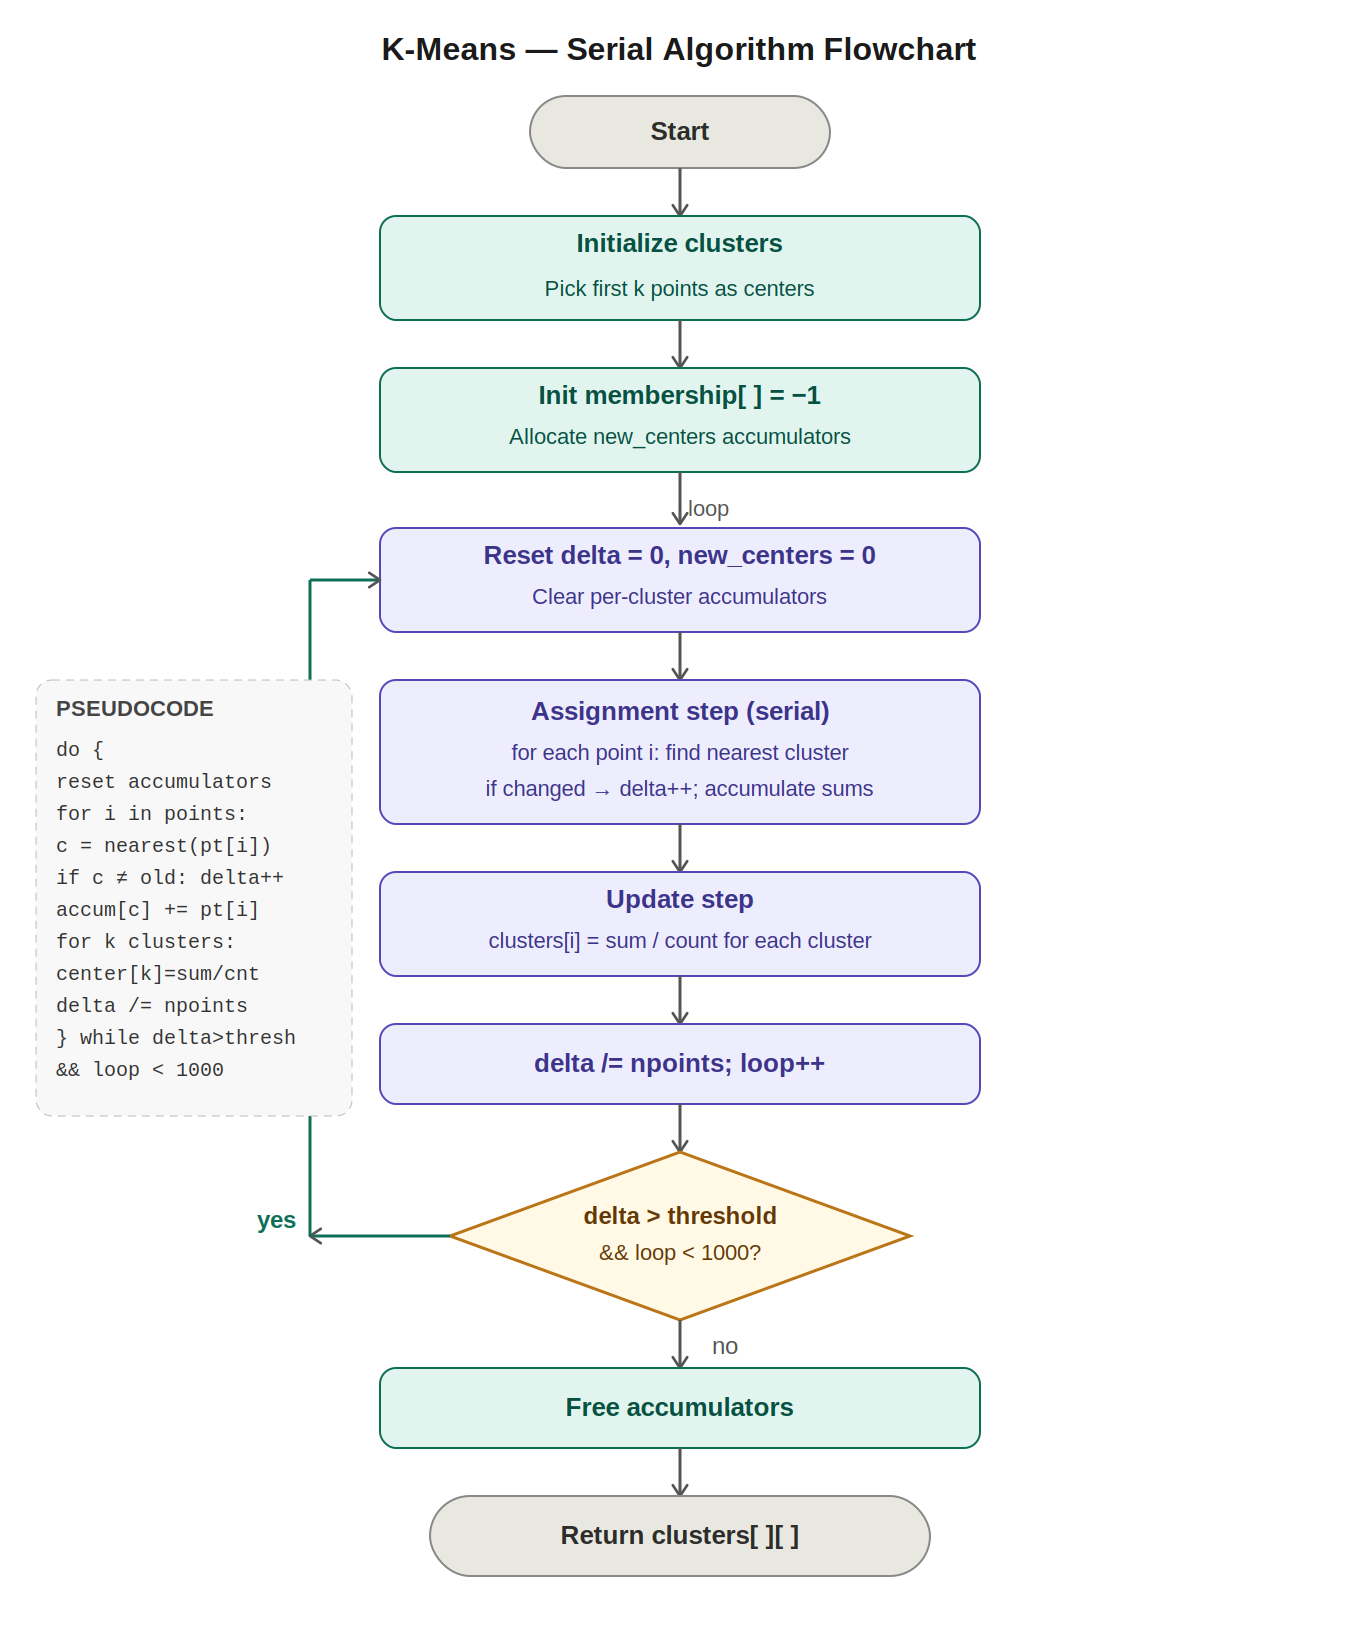 K-Means — Serial Algorithm Flowchart
Start
Initialize clusters
Pick first k points as centers
Init membership[ ] = −1
Allocate new_centers accumulators
loop
Reset delta = 0, new_centers = 0
Clear per-cluster accumulators
Assignment step (serial)
for each point i: find nearest cluster
if changed → delta++; accumulate sums
Update step
clusters[i] = sum / count for each cluster
delta /= npoints; loop++
delta > threshold
&& loop < 1000?
yes
no
Free accumulators
Return clusters[ ][ ]
PSEUDOCODE
do {
reset accumulators
for i in points:
c = nearest(pt[i])
if c ≠ old: delta++
accum[c] += pt[i]
for k clusters:
center[k]=sum/cnt
delta /= npoints
} while delta>thresh
&& loop < 1000